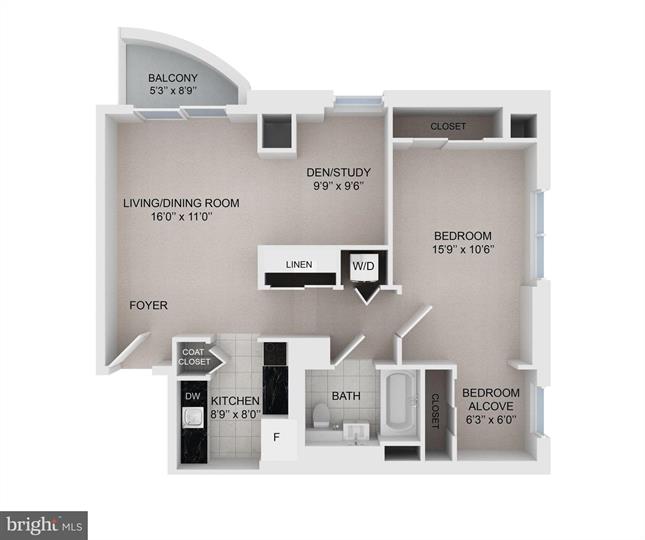 BALCONY
5'3" x 8'9"
CLOSET
DEN/STUDY
9'9" x 9'6"
LIVING/DINING ROOM
16'0" x 11'0"
BEDROOM
15'9" x 10'6"
LINEN
W/D
FOYER
COAT
CLOSET
DW
KITCHEN
8'9" x 8'0"
F
BATH
CLOSET
BEDROOM
ALCOVE
6'3" x 6'0"
bright MLS